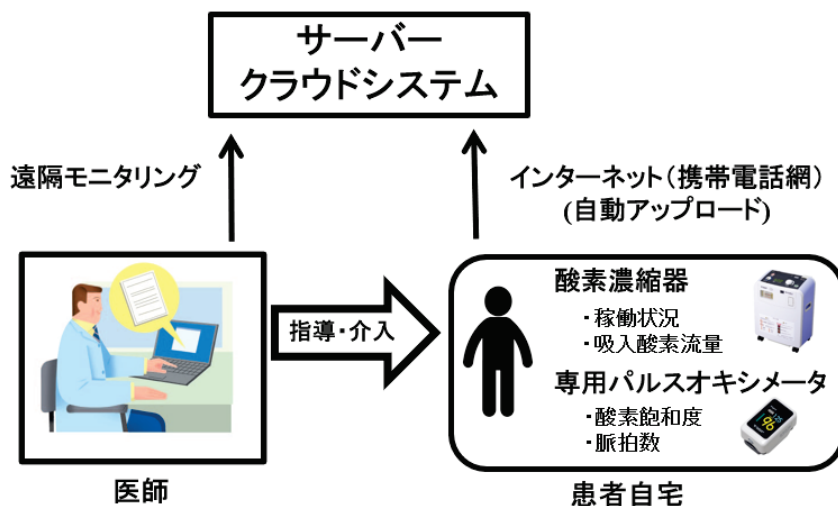 サーバー
クラウドシステム
遠隔モニタリング
インターネット(携帯電話網)
(自動アップロード)
指導・介入
酸素濃縮器
・稼働状況
・吸入酸素流量
専用パルスオキシメータ
・酸素飽和度
・脈拍数
医師
患者自宅